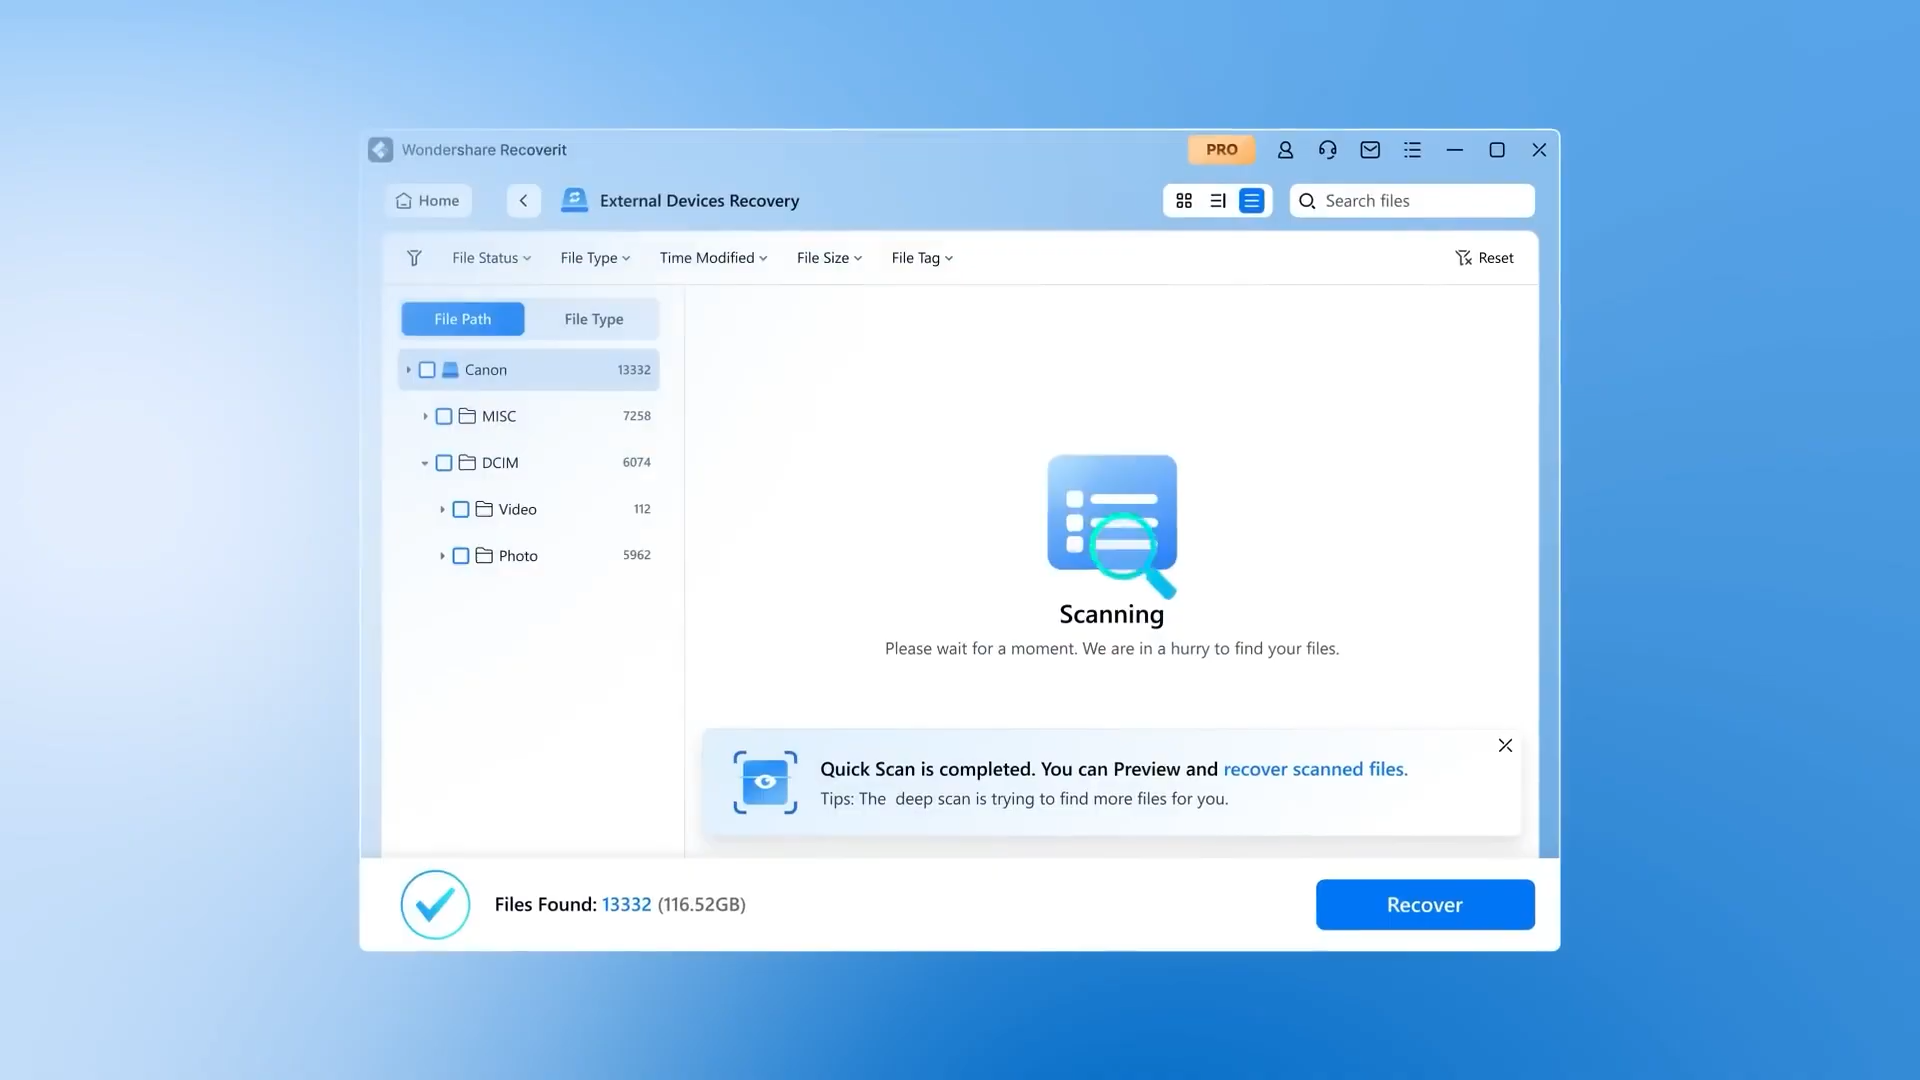 Wondershare Recoverit
PRO
Home
External Devices Recovery
Search files
File Status
File Type
Time Modified
File Size
File Tag
Reset
File Path
File Type
Canon 13332
MISC 7258
DCIM 6074
Video 112
Photo 5962
Scanning
Please wait for a moment. We are in a hurry to find your files.
Quick Scan is completed. You can Preview and recover scanned files.
Tips: The  deep scan is trying to find more files for you.
Files Found: 13332 (116.52GB)
Recover